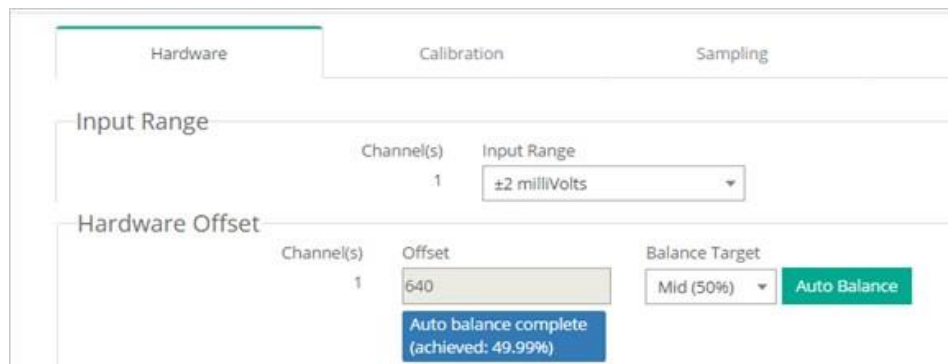 Hardware Calibration Sampling
Input Range
Channel(s) Input Range
1 ±2 milliVolts
Hardware Offset
Channel(s) Offset Balance Target
1 640 Mid (50%) Auto Balance
Auto balance complete
(achieved: 49.99%)